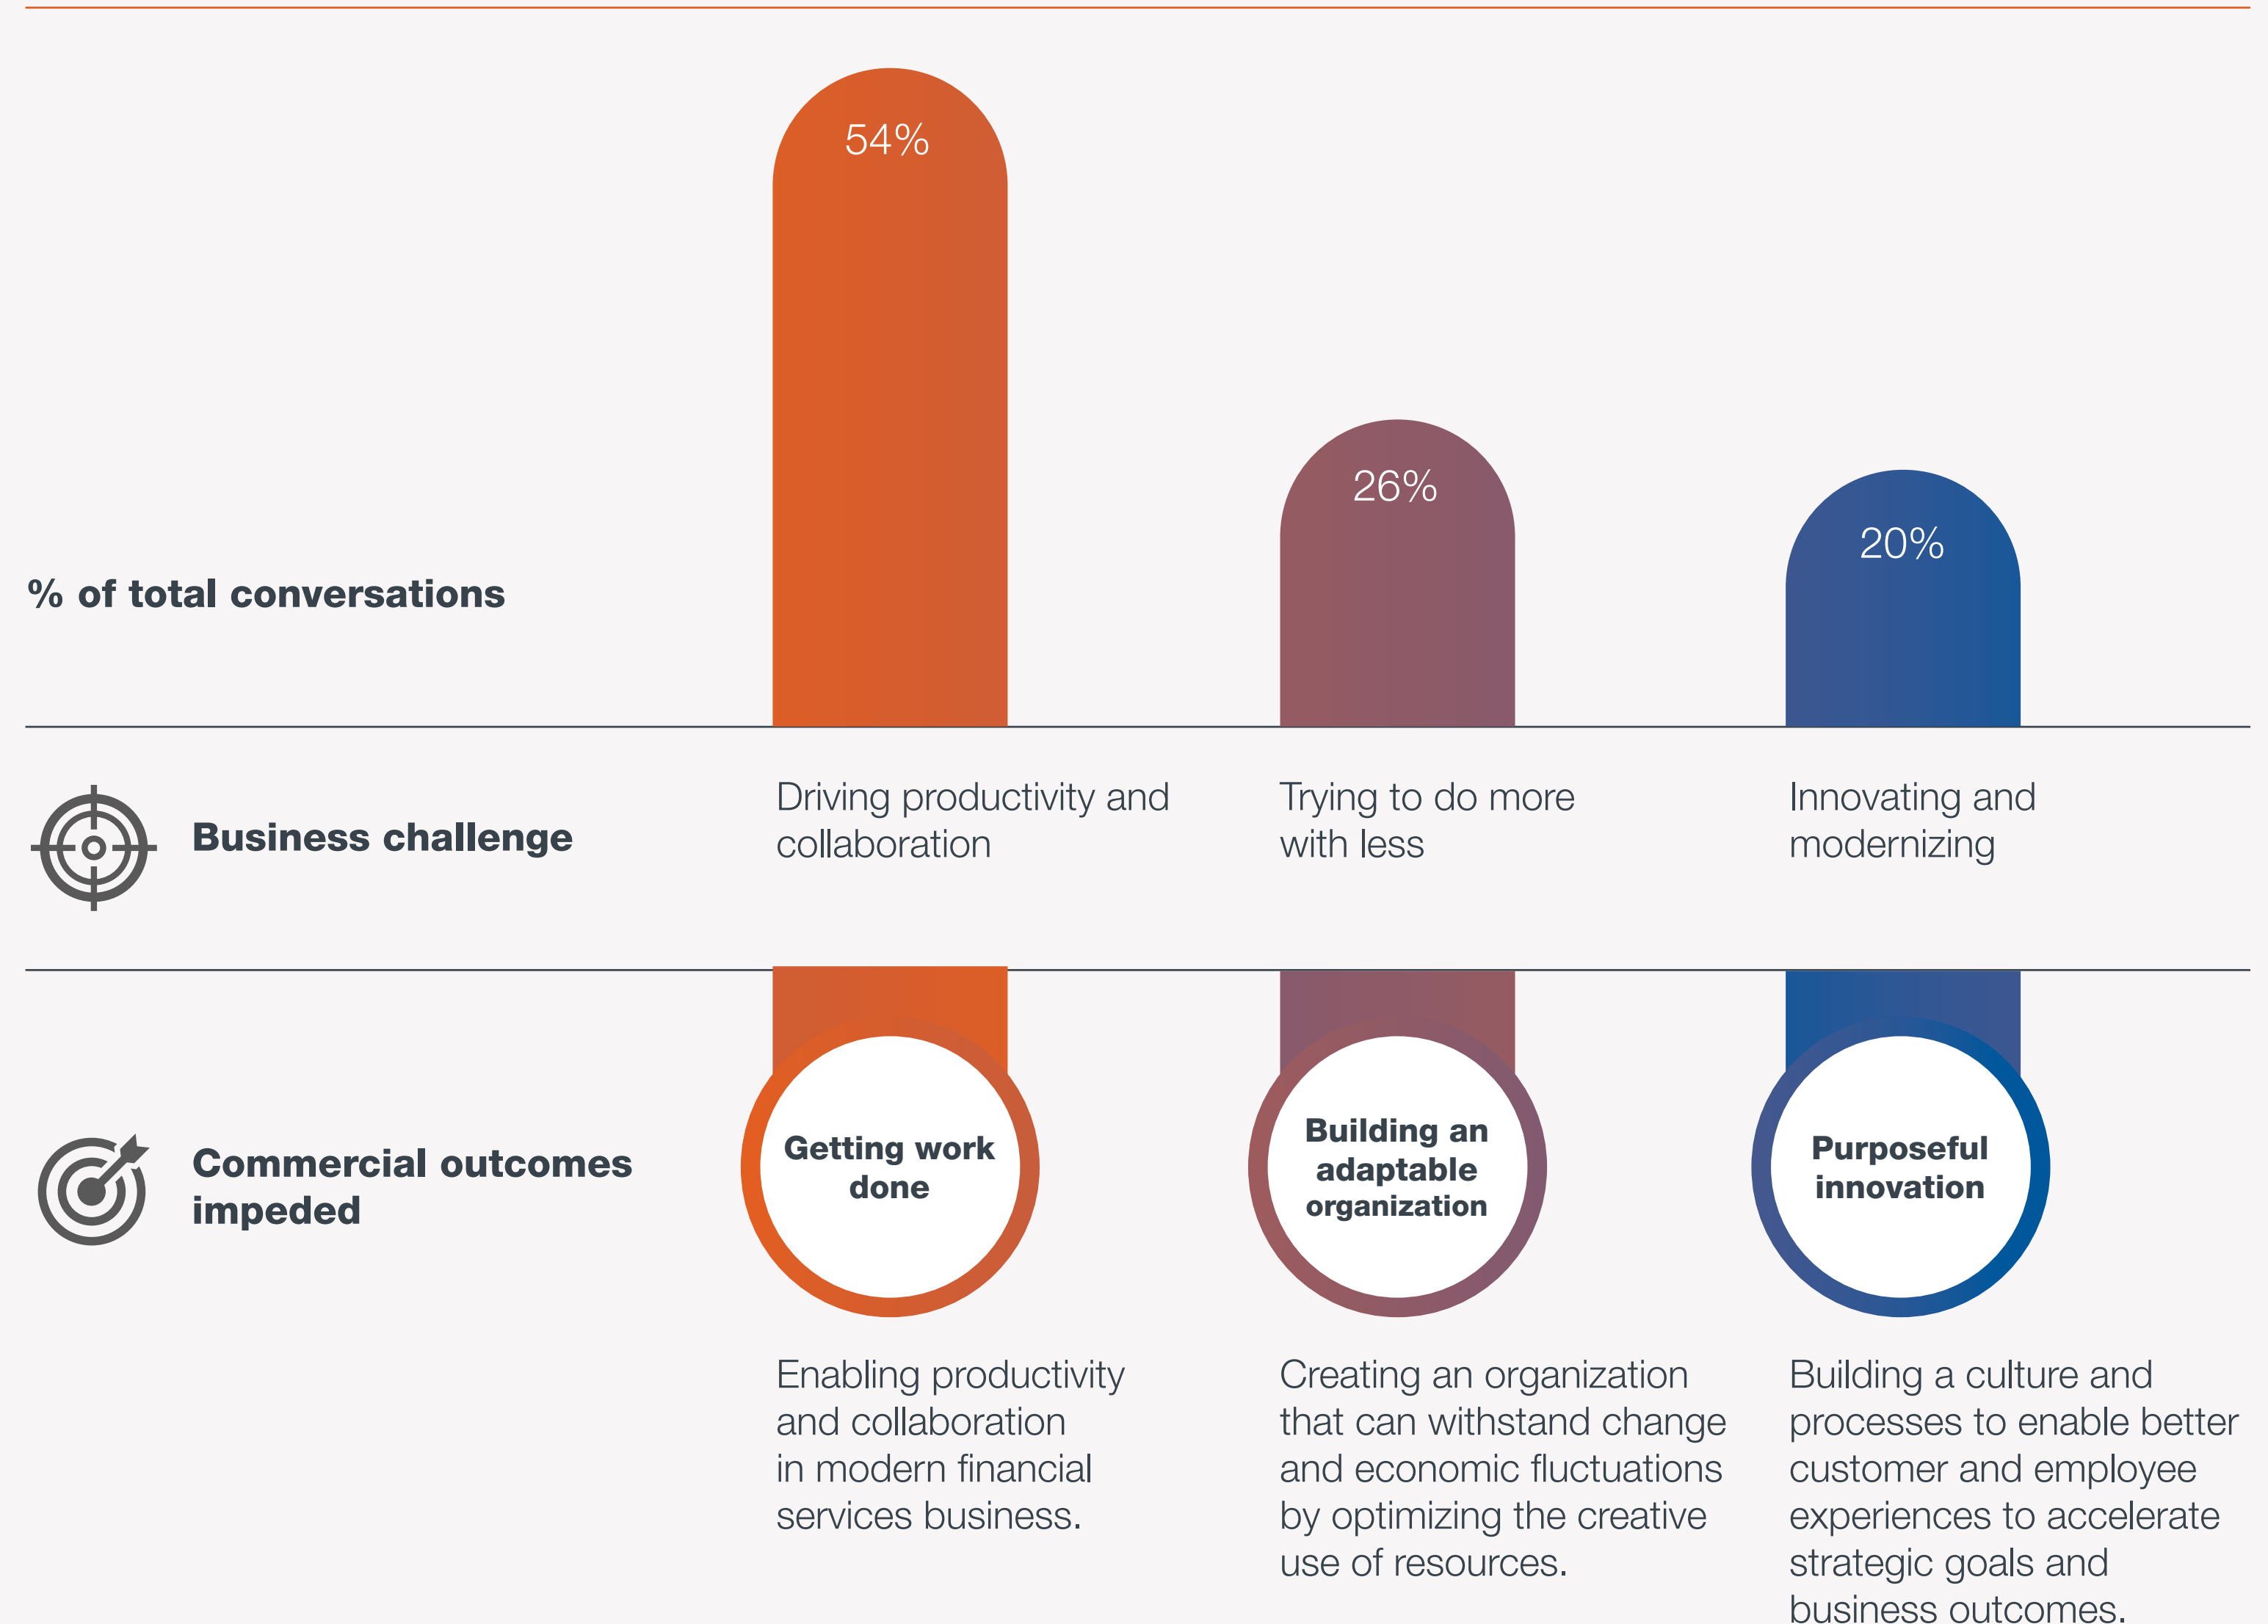 54%
26%
20%
% of total conversations
Business challenge
Driving productivity and
collaboration
Trying to do more
with less
Innovating and
modernizing
Commercial outcomes
impeded
Getting work
done
Building an
adaptable
organization
Purposeful
innovation
Enabling productivity
and collaboration
in modern financial
services business.
Creating an organization
that can withstand change
and economic fluctuations
by optimizing the creative
use of resources.
Building a culture and
processes to enable better
customer and employee
experiences to accelerate
strategic goals and
business outcomes.